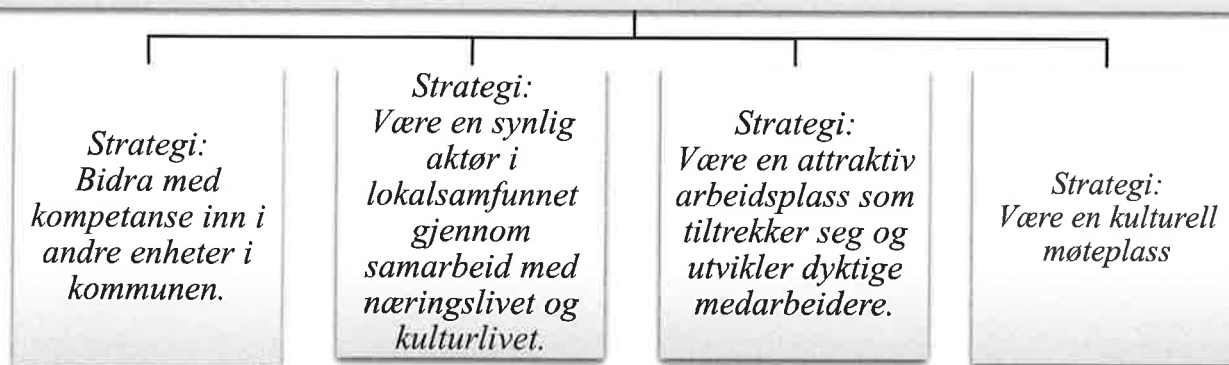 Strategi:
Bidra med
kompetanse inn i
andre enheter i
kommunen.
Strategi:
Være en synlig
aktør i
lokalsamfunnet
gjennom
samarbeid med
næringslivet og
kulturlivet.
Strategi:
Være en attraktiv
arbeidsplass som
tiltrekker seg og
utvikler dyktige
medarbeidere.
Strategi:
Være en kulturell
møteplass